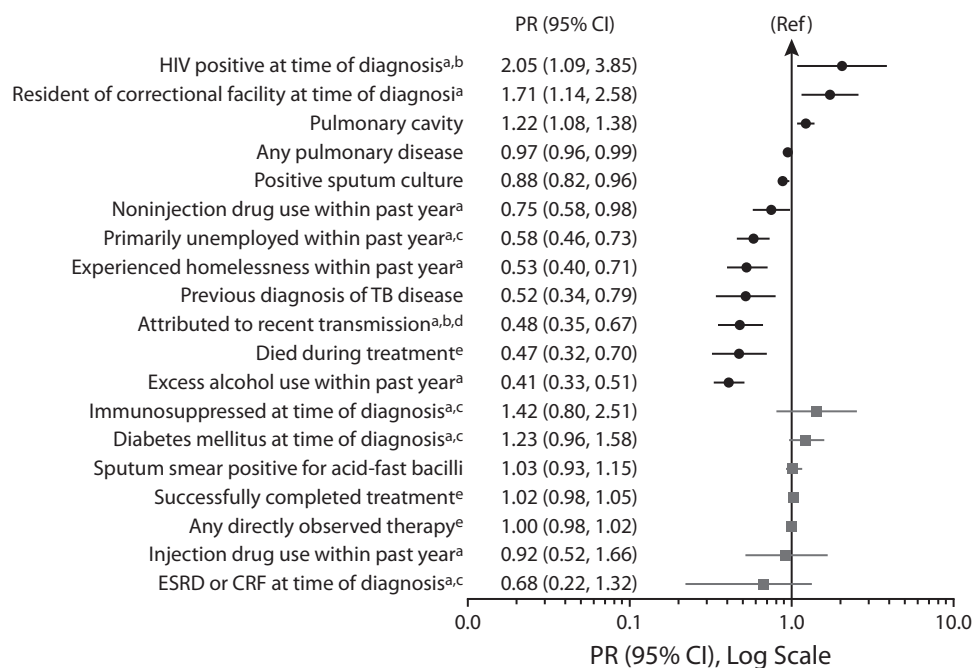 PR (95% CI) (Ref)
HIV positive at time of diagnosisa,b 2.05 (1.09, 3.85)
Resident of correctional facility at time of diagnosia 1.71 (1.14, 2.58)
Pulmonary cavity 1.22 (1.08, 1.38)
Any pulmonary disease 0.97 (0.96, 0.99)
Positive sputum culture 0.88 (0.82, 0.96)
Noninjection drug use within past yeara 0.75 (0.58, 0.98)
Primarily unemployed within past yeara,c 0.58 (0.46, 0.73)
Experienced homelessness within past yeara 0.53 (0.40, 0.71)
Previous diagnosis of TB disease 0.52 (0.34, 0.79)
Attributed to recent transmissiona,b,d 0.48 (0.35, 0.67)
Died during treatmente 0.47 (0.32, 0.70)
Excess alcohol use within past yeara 0.41 (0.33, 0.51)
Immunosuppressed at time of diagnosisa,c 1.42 (0.80, 2.51)
Diabetes mellitus at time of diagnosisa,c 1.23 (0.96, 1.58)
Sputum smear positive for acid-fast bacilli 1.03 (0.93, 1.15)
Successfully completed treatmente 1.02 (0.98, 1.05)
Any directly observed therapye 1.00 (0.98, 1.02)
Injection drug use within past yeara 0.92 (0.52, 1.66)
ESRD or CRF at time of diagnosisa,c 0.68 (0.22, 1.32)
0.0 0.1 1.0 10.0
PR (95% CI), Log Scale